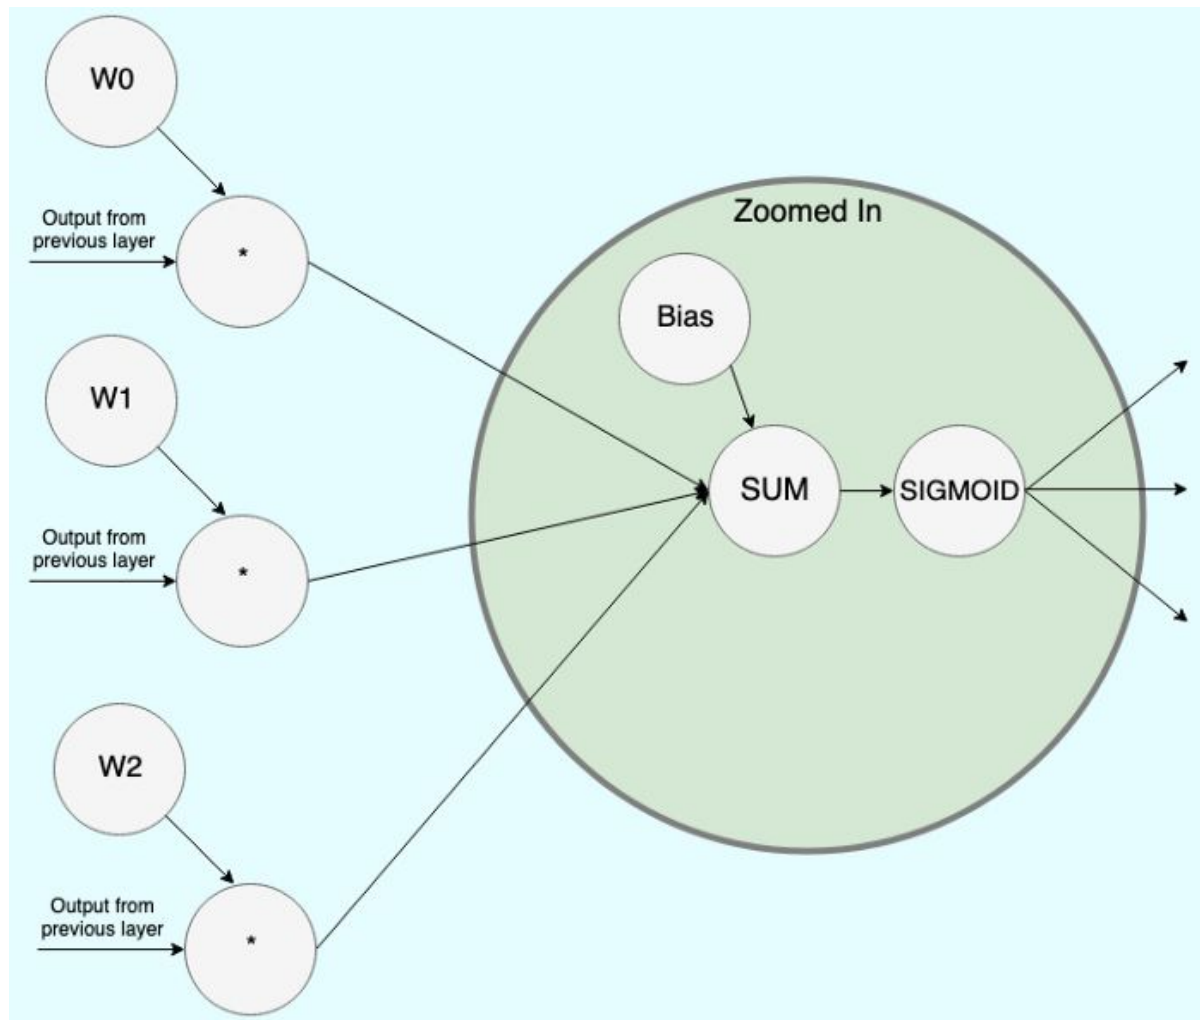 W0
Output from
previous layer
*
Zoomed In
Bias
W1
SUM
SIGMOID
Output from
previous layer
*
W2
Output from
previous layer
*